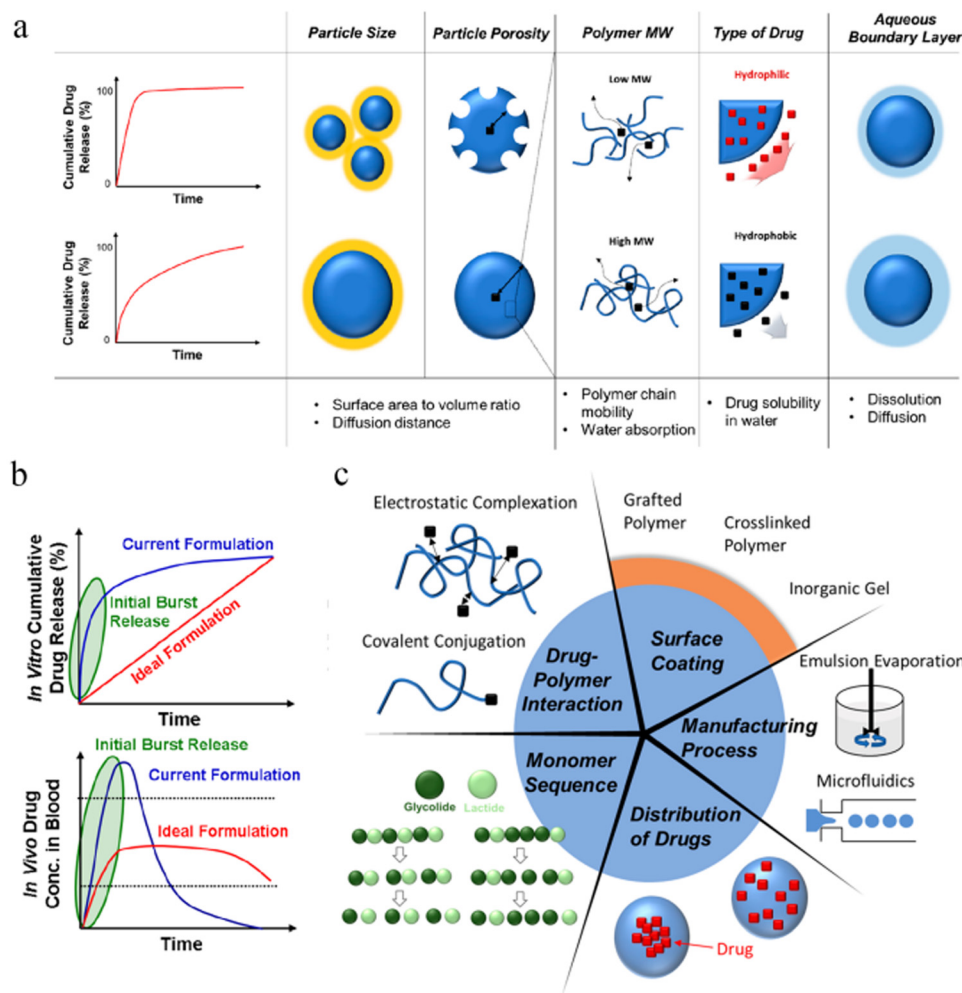 a
Particle Size
Particle Porosity
Polymer MW
Type of Drug
Aqueous
Boundary Layer
Cumulative Drug
Release (%)
100
0
Time
Low MW
Hydrophilic
Cumulative Drug
Release (%)
100
0
Time
High MW
Hydrophobic
• Surface area to volume ratio
• Diffusion distance
• Polymer chain
mobility
• Water absorption
• Drug solubility
in water
• Dissolution
• Diffusion
b
In Vitro Cumulative
Drug Release (%)
Current Formulation
Initial Burst
Release
Ideal Formulation
Time
In Vivo Drug
Conc. in Blood
Initial Burst Release
Current Formulation
Ideal Formulation
Time
c
Electrostatic Complexation
Covalent Conjugation
Grafted
Polymer
Crosslinked
Polymer
Inorganic Gel
Surface
Coating
Drug-
Polymer
Interaction
Emulsion Evaporation
Manufacturing
Process
Microfluidics
Monomer
Sequence
Distribution
of Drugs
Glycolide
Lactide
Drug